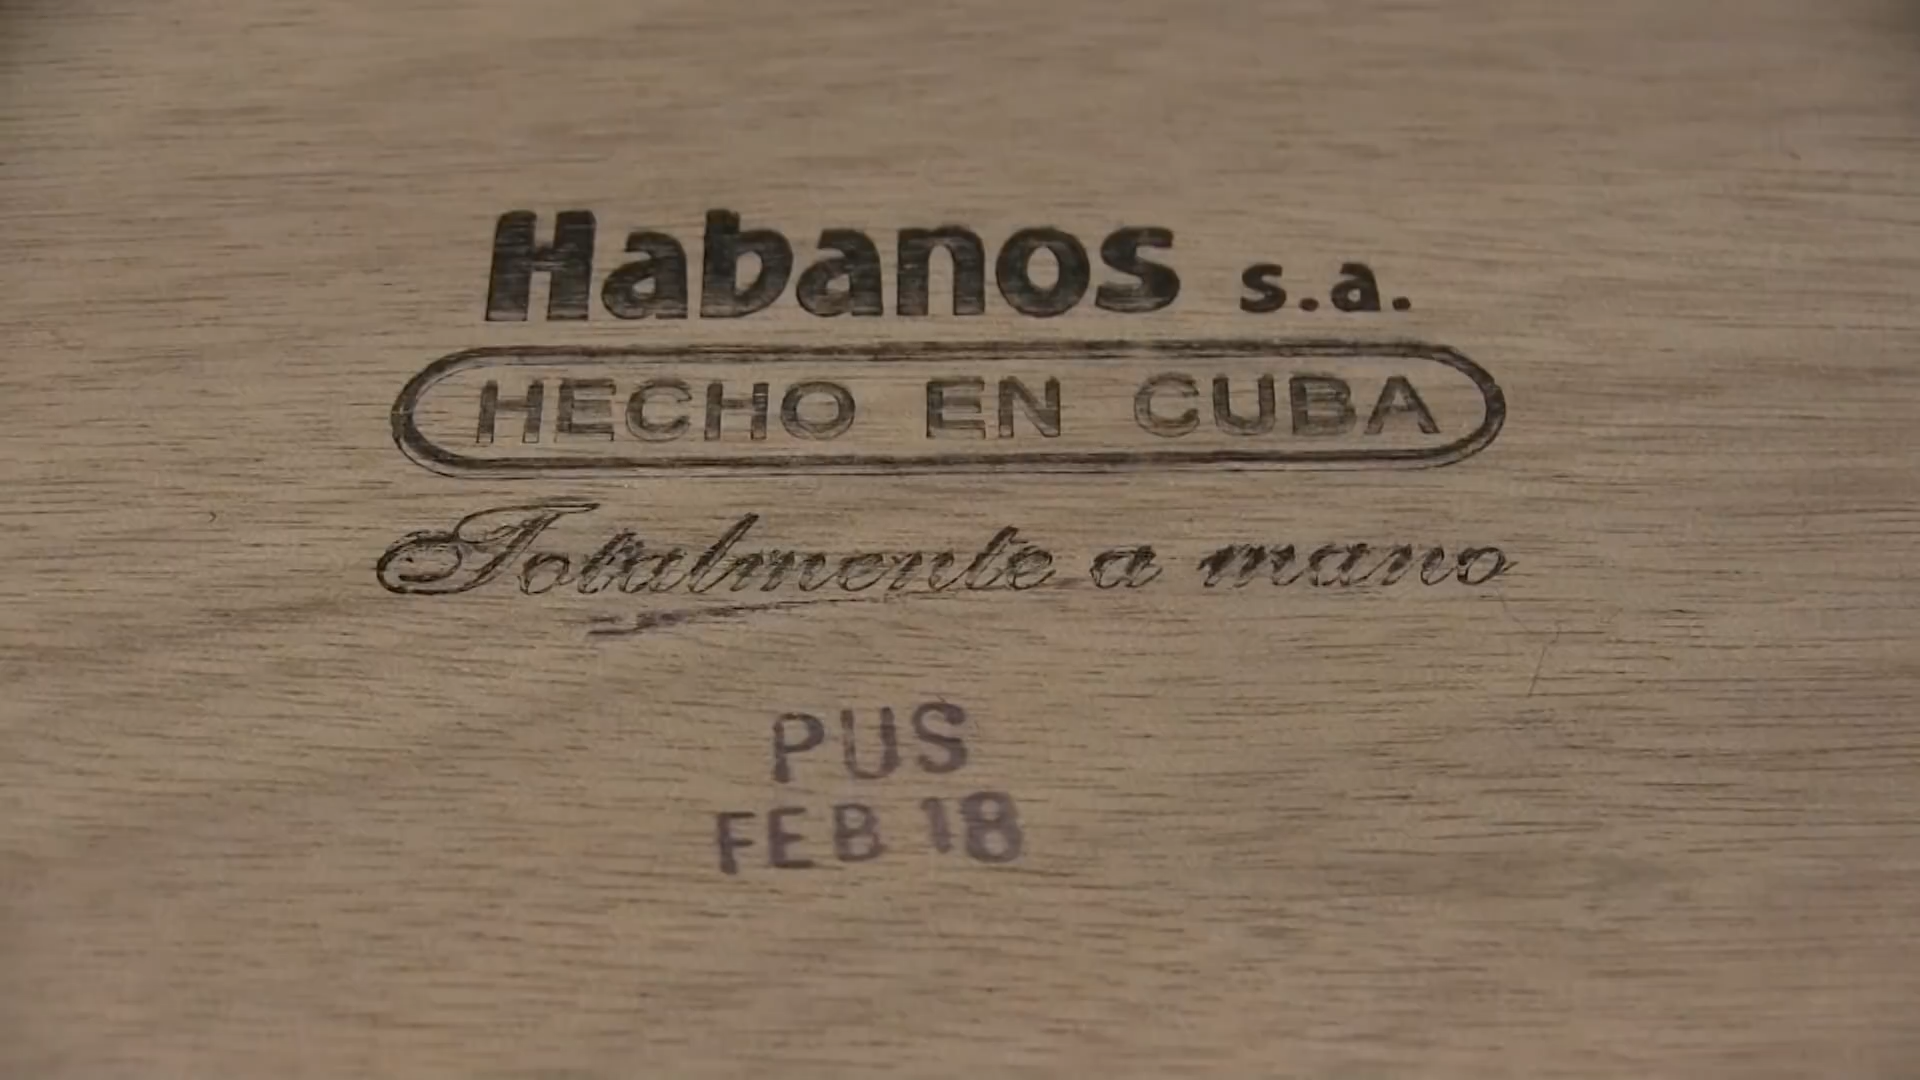 Habanos s.a.
HECHO EN CUBA
Totalmente a mano
PUS
FEB 18